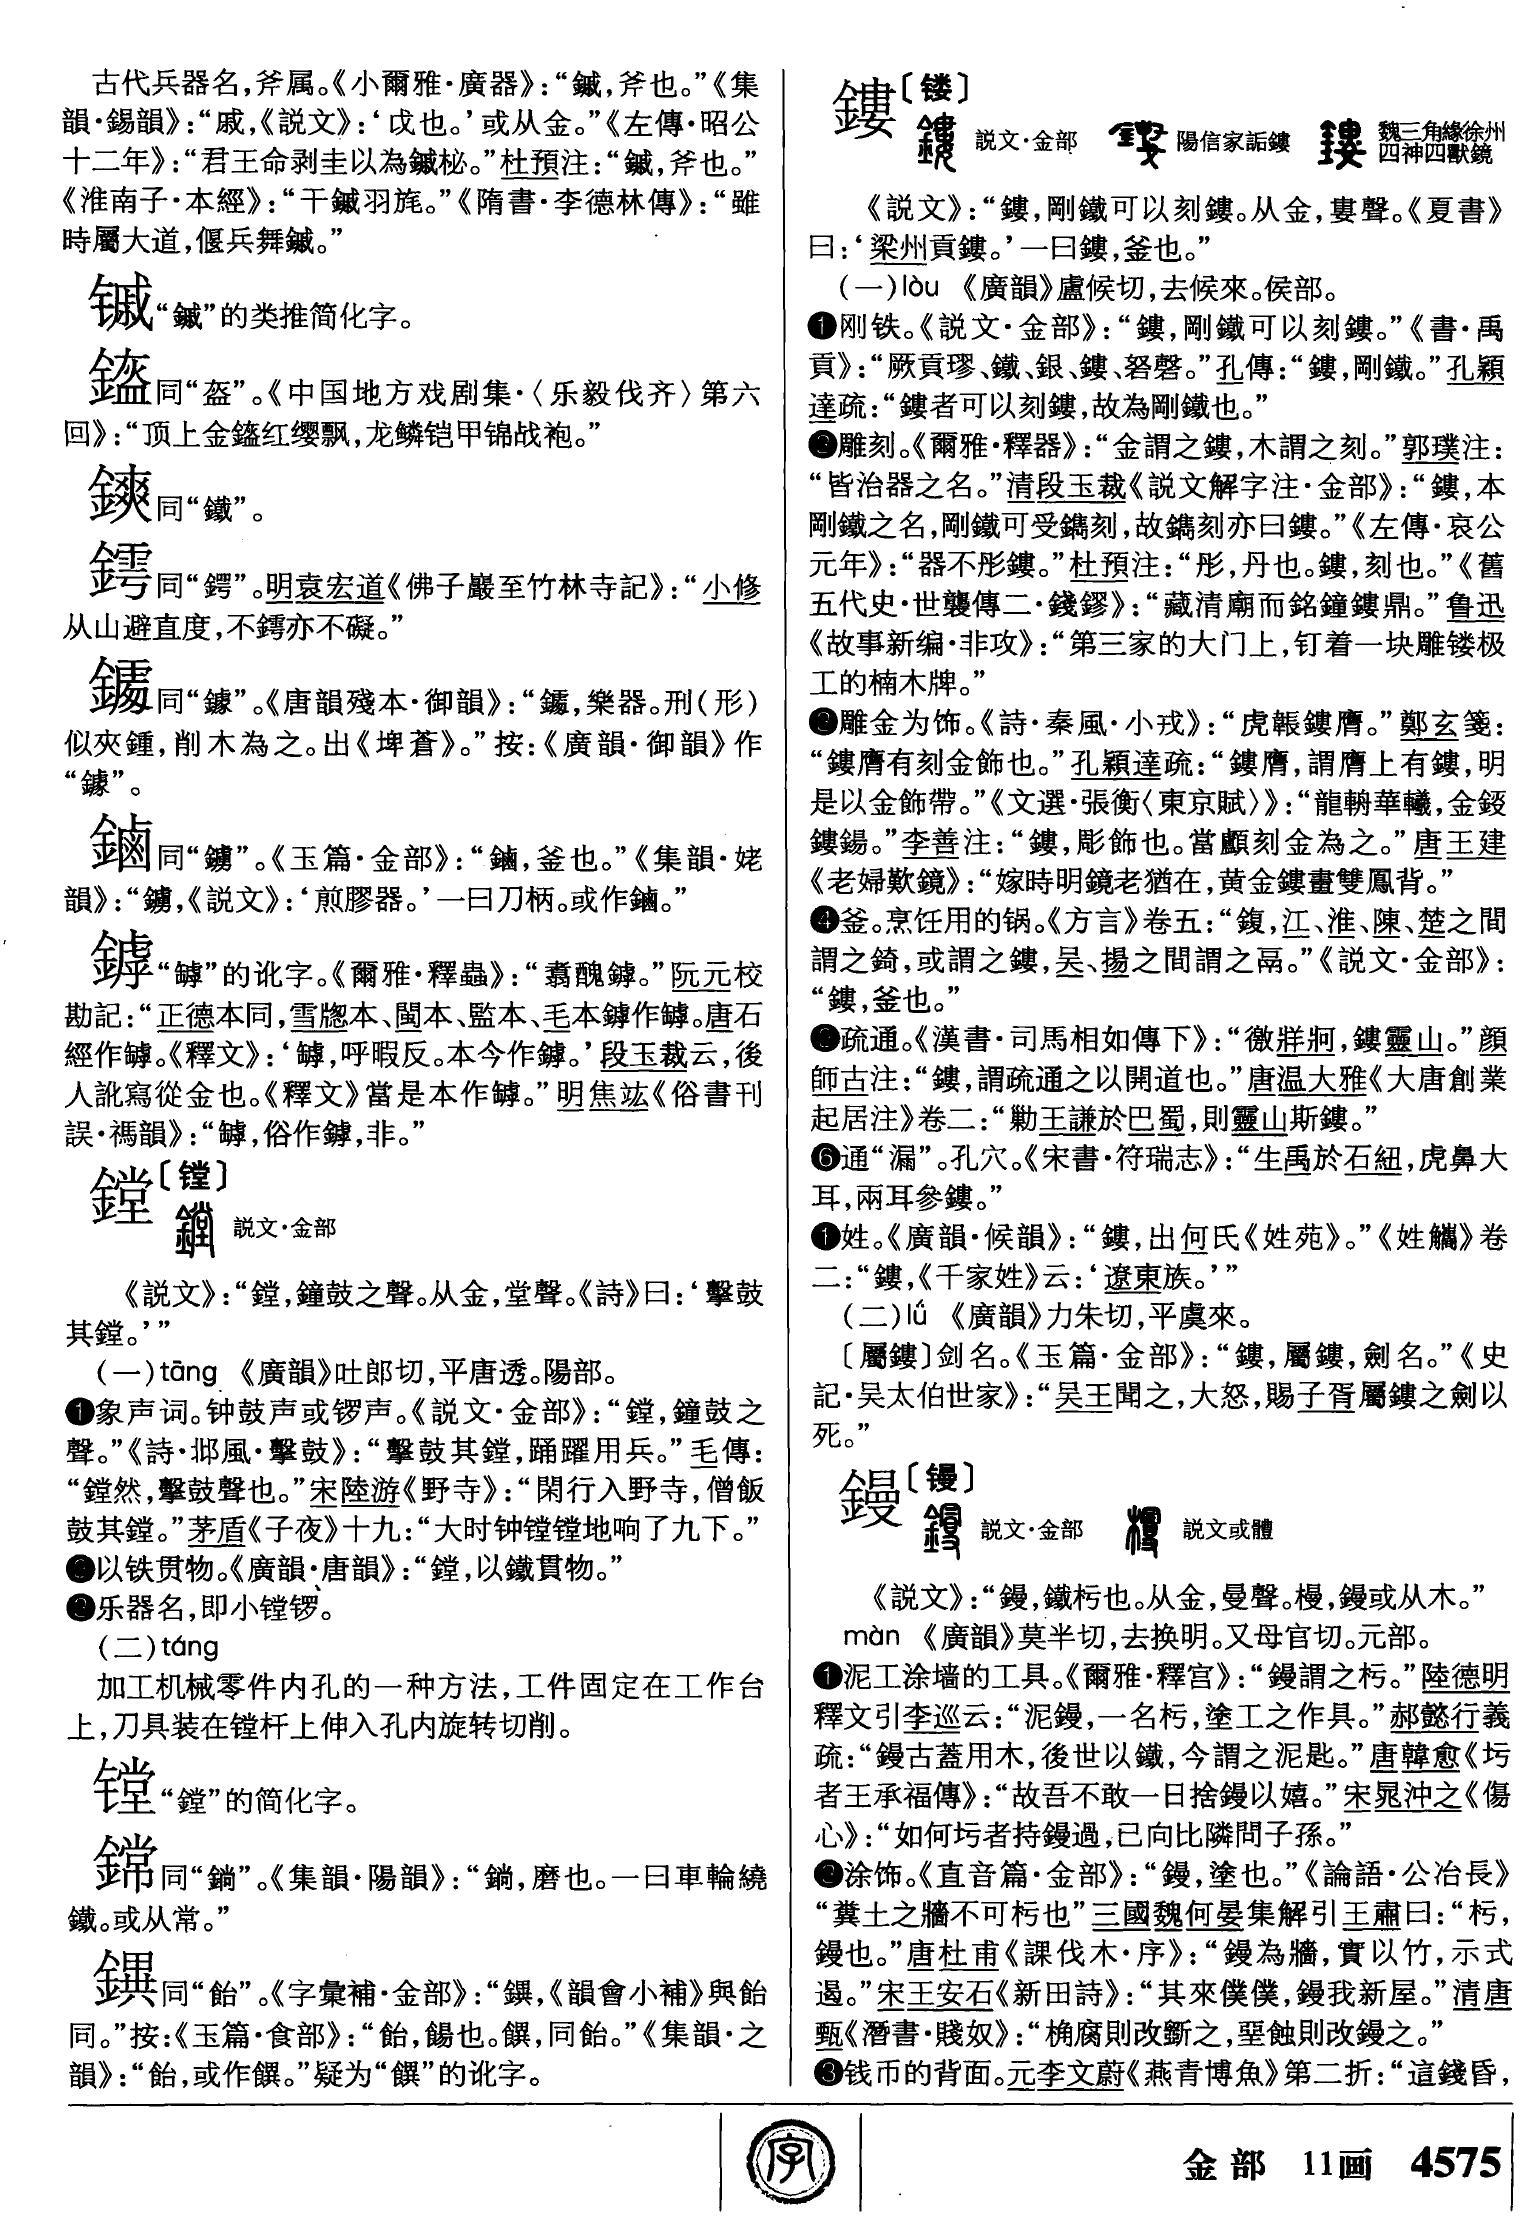 古代兵器名，斧属。《小爾雅·廣器》：“鏚，斧也。”《集
韻·錫韻》：“戚，《説文》：‘戉也。’或从金。”《左傳·昭公
十二年》：“君王命剥圭以為鏚柲。”杜預注：“鏚，斧也。”
《淮南子·本經》：“干鏚羽旄。”《隋書·李德林傳》：“雖
時屬大道，偃兵舞鏚。”
“鏚”的类推简化字。
同“盔”。《中国地方戏剧集·〈乐毅伐齐〉第六
回》：“顶上金红缨飘，龙鳞铠甲锦战袍。”
同“鐵”。
鍔同“鍔”。明袁宏道《佛子巖至竹林寺記》：“小修
从山避直度，不鍔亦不礙。”
同“鐻”。《唐韻殘本·御韻》：“，樂器。刑（形）
似夾鍾，削木為之。出《埤蒼》。”按：《廣韻·御韻》作
“鐻”。
鏀同“鐪”。《玉篇·金部》：“鏀，釜也。”《集韻·姥
韻》：“鐪，《説文》：‘煎膠器。’一曰刀柄。或作鏀。”
鏬“罅”的讹字。《爾雅·釋蟲》：“翥醜鏬。”阮元校
勘記：“正德本同，雪牎本、閩本、監本、毛本鏬作罅。唐石
經作罅。《釋文》：‘罅，呼暇反。本今作鏬。’段玉裁云，後
人訛寫從金也。《釋文》當是本作罅。”明焦竑《俗書刊
誤·禡韻》：“罅，俗作鏬，非。”
鏜〔镗〕
説文·金部
《説文》：“鏜，鐘鼓之聲。从金，堂聲。《詩》曰：‘擊鼓
其鏜。’”
（一）tāng 《廣韻》吐郎切，平唐透。陽部。
❶象声词。钟鼓声或锣声。《説文·金部》：“鏜，鐘鼓之
聲。”《詩·邶風·擊鼓》：“擊鼓其鏜，踊躍用兵。”毛傳：
“鏜然，擊鼓聲也。”宋陸游《野寺》：“閑行入野寺，僧飯
鼓其鏜。”茅盾《子夜》十九：“大时钟镗镗地响了九下。”
❷以铁贯物。《廣韻·唐韻》：“鏜，以鐵貫物。”
❸乐器名，即小镗锣。
（二）táng
加工机械零件内孔的一种方法，工件固定在工作台
上，刀具装在镗杆上伸入孔内旋转切削。
镗“鏜”的简化字。
鏛同“鋿”。《集韻·陽韻》：“鋿，磨也。一曰車輪繞
鐵。或从常。”
同“飴”。《字彙補·金部》：“，《韻會小補》與飴
同。”按：《玉篇·食部》：“飴，餳也。䬮，同飴。”《集韻·之
韻》：“飴，或作䬮。”疑为“䬮”的讹字。
鏤〔镂〕
説文·金部 陽信家詬鏤 魏三角緣徐州
四神四獸鏡
《説文》：“鏤，剛鐵可以刻鏤。从金，婁聲。《夏書》
曰：‘梁州貢鏤。’一曰鏤，釜也。”
（一）lòu 《廣韻》盧候切，去候來。侯部。
❶刚铁。《説文·金部》：“鏤，剛鐵可以刻鏤。”《書·禹
貢》：“厥貢璆、鐵、銀、鏤、砮磬。”孔傳：“鏤，剛鐵。”孔穎
達疏：“鏤者可以刻鏤，故為剛鐵也。”
❷雕刻。《爾雅·釋器》：“金謂之鏤，木謂之刻。”郭璞注：
“皆治器之名。”清段玉裁《説文解字注·金部》：“鏤，本
剛鐵之名，剛鐵可受鐫刻，故鐫刻亦曰鏤。”《左傳·哀公
元年》：“器不彤鏤。”杜預注：“彤，丹也。鏤，刻也。”《舊
五代史·世襲傳二·錢鏐》：“藏清廟而銘鐘鏤鼎。”鲁迅
《故事新编·非攻》：“第三家的大门上，钉着一块雕镂极
工的楠木牌。”
❸雕金为饰。《詩·秦風·小戎》：“虎韔鏤膺。”鄭玄箋：
“鏤膺有刻金飾也。”孔穎達疏：“鏤膺，謂膺上有鏤，明
是以金飾帶。”《文選·張衡〈東京賦〉》：“龍輈華轙，金鋄
鏤鍚。”李善注：“鏤，彫飾也。當顱刻金為之。”唐王建
《老婦歎鏡》：“嫁時明鏡老猶在，黄金鏤畫雙鳳背。”
❹釜。烹饪用的锅。《方言》卷五：“鍑，江、淮、陳、楚之間
謂之錡，或謂之鏤，吴、揚之間謂之鬲。”《説文·金部》：
“鏤，釜也。”
❺疏通。《漢書·司馬相如傳下》：“徼牂牁，鏤靈山。”顔
師古注：“鏤，謂疏通之以開道也。”唐温大雅《大唐創業
起居注》卷二：“勦王謙於巴蜀，則靈山斯鏤。”
❻通“漏”。孔穴。《宋書·符瑞志》：“生禹於石紐，虎鼻大
耳，兩耳參鏤。”
❼姓。《廣韻·候韻》：“鏤，出何氏《姓苑》。”《姓觿》卷
二：“鏤，《千家姓》云：‘遼東族。’”
（二）lǘ 《廣韻》力朱切，平虞來。
〔屬鏤〕剑名。《玉篇·金部》：“鏤，屬鏤，劍名。”《史
記·吴太伯世家》：“吴王聞之，大怒，賜子胥屬鏤之劍以
死。”
鏝〔镘〕
説文·金部 説文或體
《説文》：“鏝，鐵杇也。从金，曼聲。槾，鏝或从木。”
màn 《廣韻》莫半切，去换明。又母官切。元部。
❶泥工涂墙的工具。《爾雅·釋宫》：“鏝謂之杇。”陸德明
釋文引李巡云：“泥鏝，一名杇，塗工之作具。”郝懿行義
疏：“鏝古蓋用木，後世以鐵，今謂之泥匙。”唐韓愈《圬
者王承福傳》：“故吾不敢一日捨鏝以嬉。”宋晁沖之《傷
心》：“如何圬者持鏝過，已向比隣問子孫。”
❷涂饰。《直音篇·金部》：“鏝，塗也。”《論語·公冶長》
“糞土之牆不可杇也”三國魏何晏集解引王肅曰：“杇，
鏝也。”唐杜甫《課伐木·序》：“鏝為牆，實以竹，示式
遏。”宋王安石《新田詩》：“其來僕僕，鏝我新屋。”清唐
甄《潛書·賤奴》：“桷腐則改斲之，堊蝕則改鏝之。”
❸钱币的背面。元李文蔚《燕青博魚》第二折：“這錢昏，
金部 11画 4575